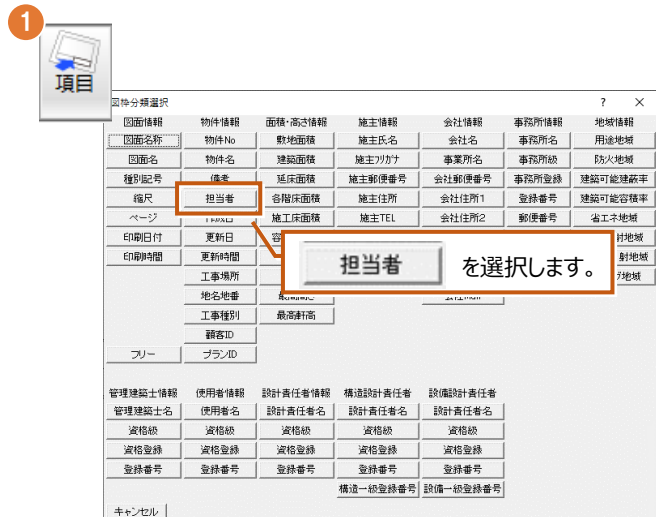 1
項目
図枠分類選択 ? ×
図面情報 物件情報 面積・高さ情報 施主情報 会社情報 事務所情報 地域情報
図面名称 物件No 敷地面積 施主氏名 会社名 事務所名 用途地域
図面名 物件名 建築面積 施主フリガナ 事業所名 事務所級 防火地域
種別記号 備考 延床面積 施主郵便番号 会社郵便番号 事務所登録 建築可能建蔽率
縮尺 担当者 各階床面積 施主住所 会社住所1 登録番号 建築可能容積率
ページ 施工床面積 施主TEL 会社住所2 郵便番号 省エネ地域
印刷日付 更新日 射地域
印刷時間 更新時間 射地域
担当者 を選択します。
工事場所 地域
地名地番
工事種別 最高軒高
顧客ID
フリー プランID
管理建築士情報 使用者情報 設計責任者情報 構造設計責任者 設備設計責任者
管理建築士名 使用者名 設計責任者名 設計責任者名 設計責任者名
資格級 資格級 資格級 資格級 資格級
資格登録 資格登録 資格登録 資格登録 資格登録
登録番号 登録番号 登録番号 登録番号 登録番号
構造一級登録番号 設備一級登録番号
キャンセル